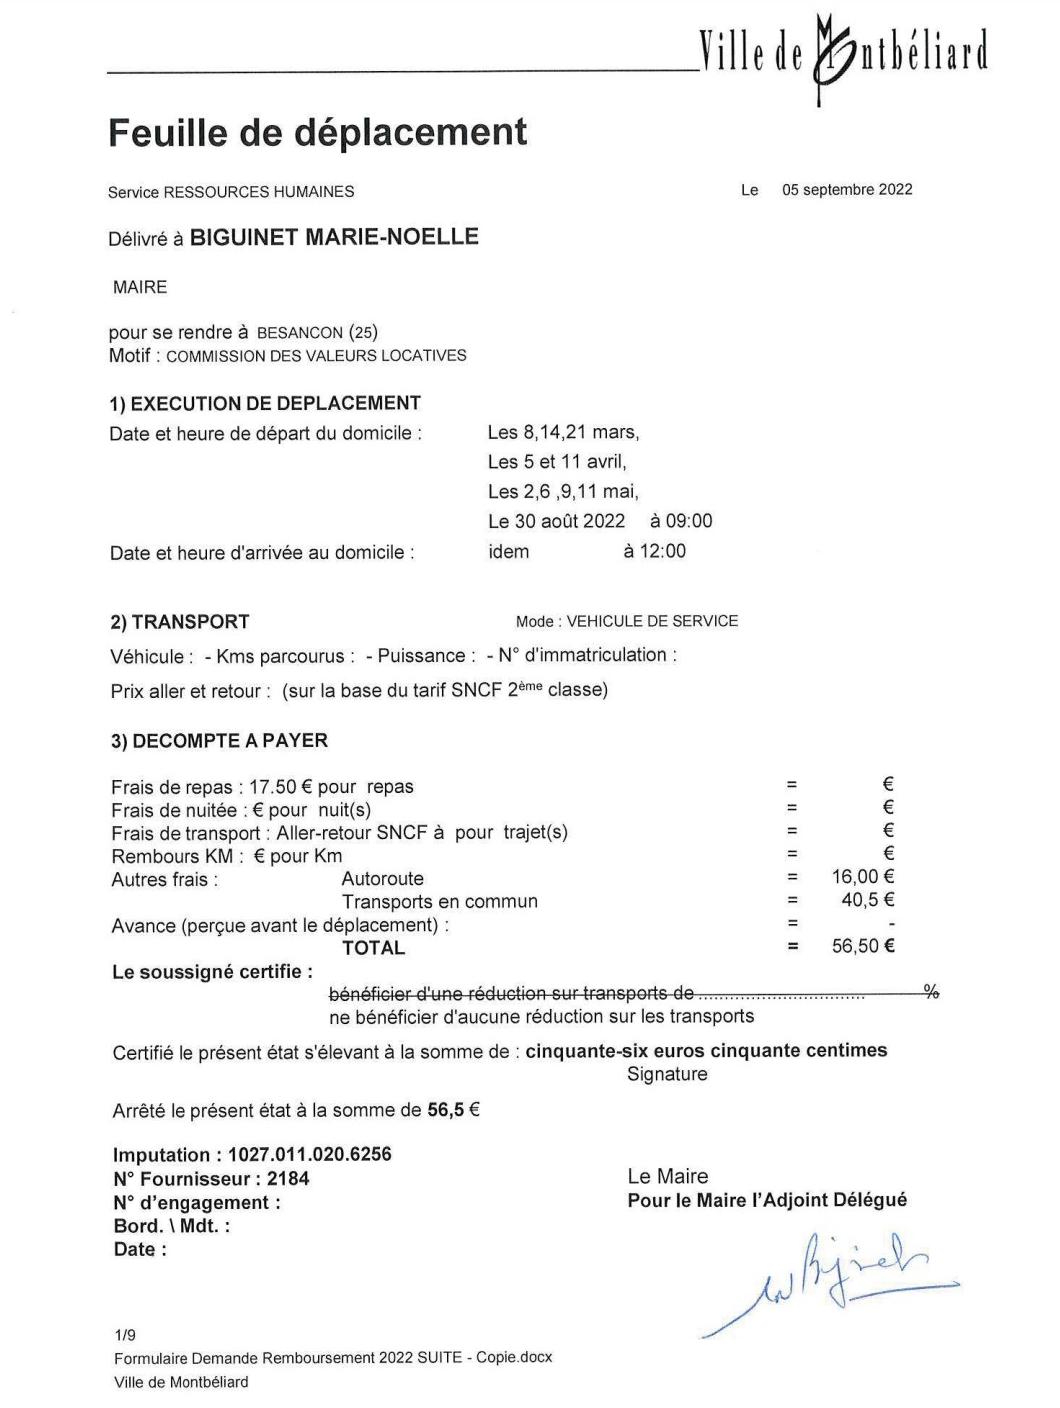 Ville de Montbéliard
Feuille de déplacement
Service RESSOURCES HUMAINES Le 05 septembre 2022
Délivré à BIGUINET MARIE-NOELLE
MAIRE
pour se rendre à BESANCON (25)
Motif : COMMISSION DES VALEURS LOCATIVES
1) EXECUTION DE DEPLACEMENT
Date et heure de départ du domicile : Les 8,14,21 mars,
Les 5 et 11 avril,
Les 2,6 ,9,11 mai,
Le 30 août 2022 à 09:00
Date et heure d'arrivée au domicile : idem à 12:00
2) TRANSPORT Mode : VEHICULE DE SERVICE
Véhicule : - Kms parcourus : - Puissance : - N° d'immatriculation :
Prix aller et retour : (sur la base du tarif SNCF 2ème classe)
3) DECOMPTE A PAYER
Frais de repas : 17.50 € pour repas = €
Frais de nuitée : € pour nuit(s) = €
Frais de transport : Aller-retour SNCF à pour trajet(s) = €
Rembours KM : € pour Km = €
Autres frais : Autoroute = 16,00 €
Transports en commun = 40,5 €
Avance (perçue avant le déplacement) : = -
TOTAL = 56,50 €
Le soussigné certifie :
bénéficier d'une réduction sur transports de .................................. %
ne bénéficier d'aucune réduction sur les transports
Certifié le présent état s'élevant à la somme de : cinquante-six euros cinquante centimes
Signature
Arrêté le présent état à la somme de 56,5 €
Imputation : 1027.011.020.6256
N° Fournisseur : 2184 Le Maire
N° d'engagement : Pour le Maire l'Adjoint Délégué
Bord. \ Mdt. :
Date :
1/9
Formulaire Demande Remboursement 2022 SUITE - Copie.docx
Ville de Montbéliard